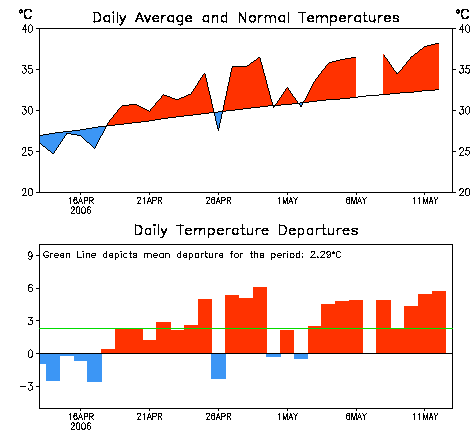 °C Daily Average and Normal Temperatures °C
40 40
35 35
30 30
25 25
20 20
16APR 21APR 26APR 1MAY 6MAY 11MAY
2006
Daily Temperature Departures
Green Line depicts mean departure for the period: 2.29°C
9
6
3
0
-3
16APR 21APR 26APR 1MAY 6MAY 11MAY
2006